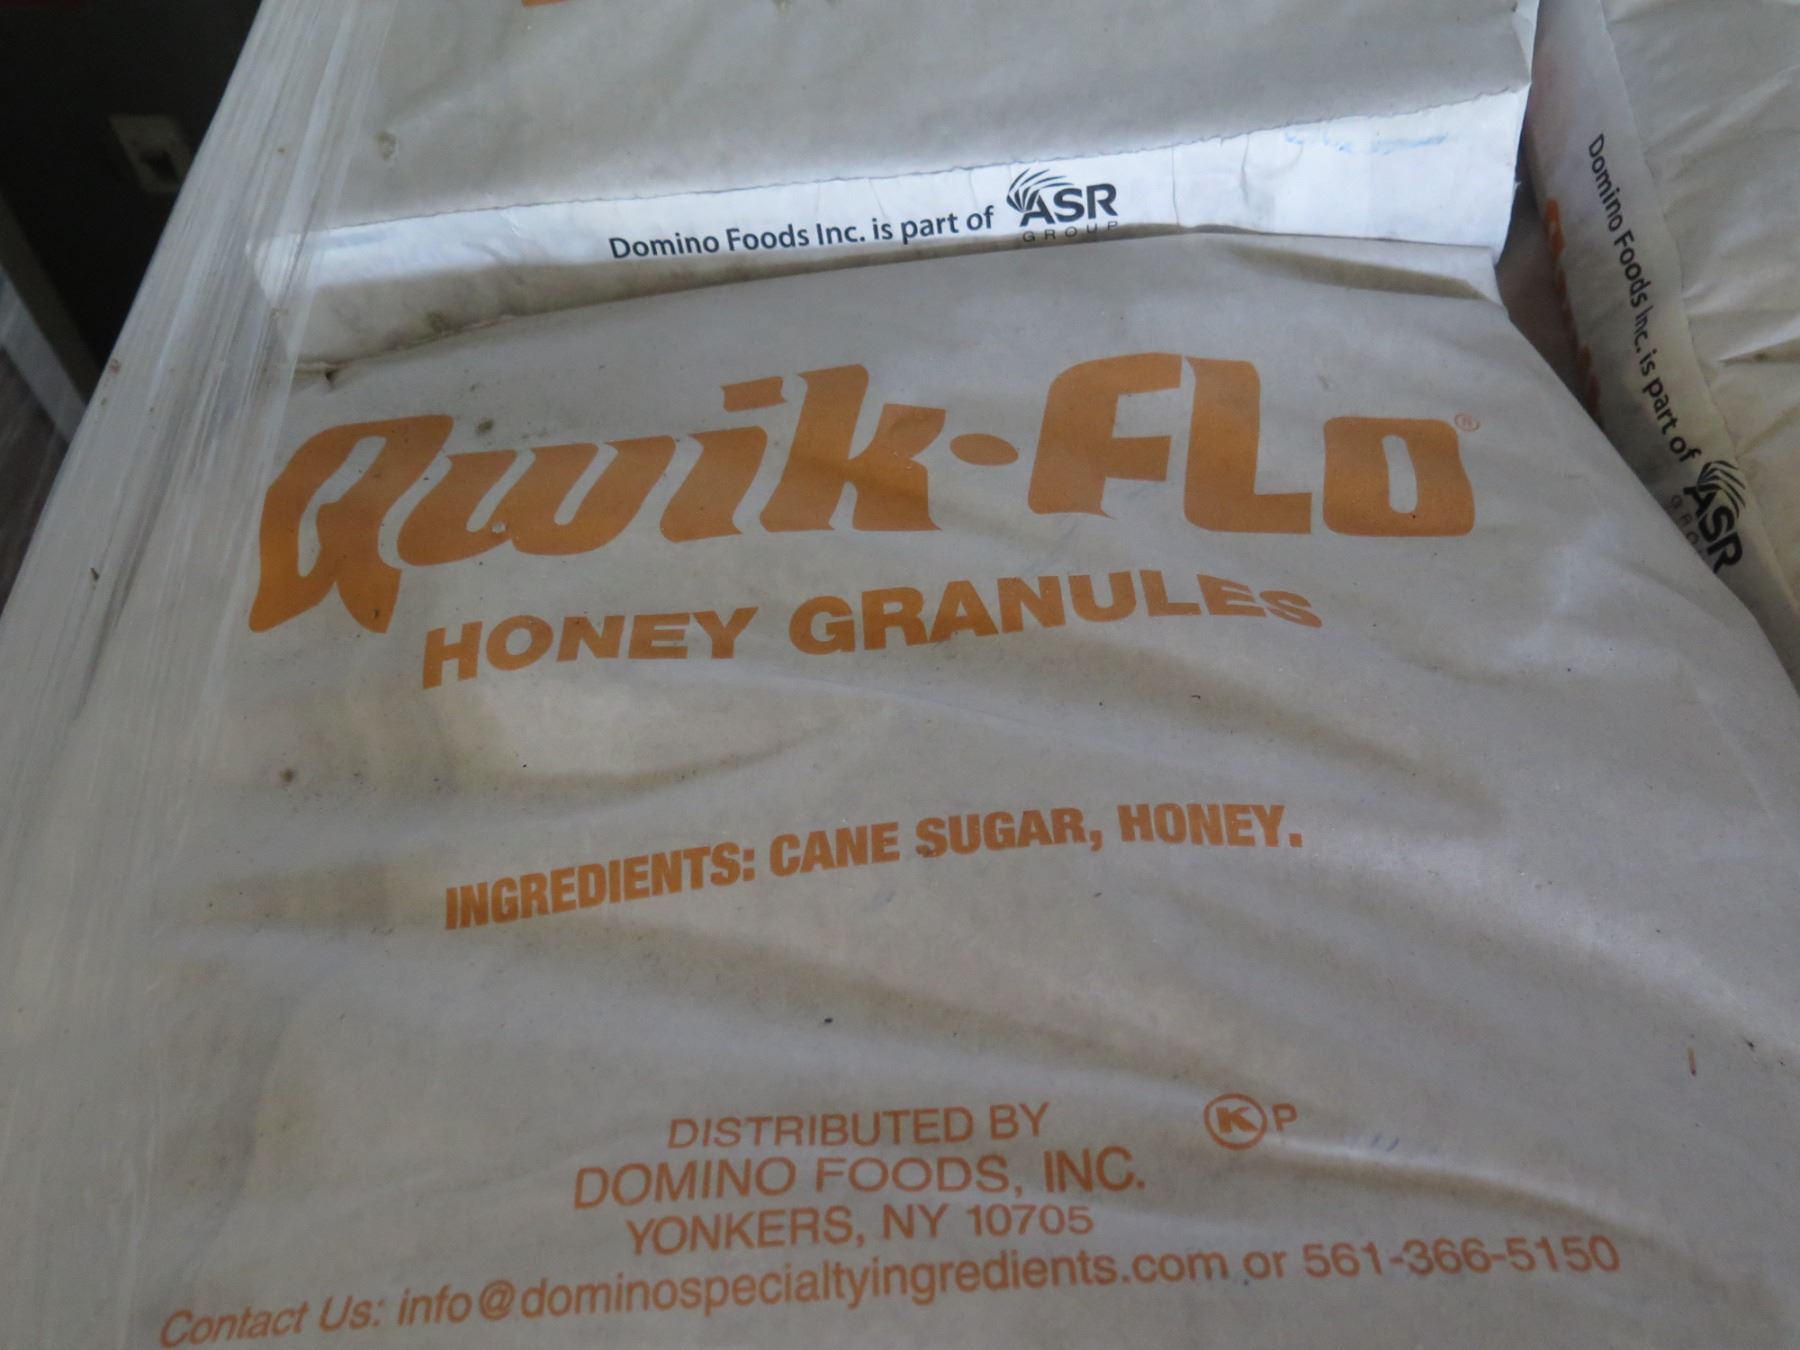 Domino Foods Inc. is part of ASR
GROUP
Qwik-FLO®
HONEY GRANULES
INGREDIENTS: CANE SUGAR, HONEY.
DISTRIBUTED BY
DOMINO FOODS, INC.
YONKERS, NY 10705
K P
Contact Us: info@dominospecialtyingredients.com or 561-366-5150
Domino Foods Inc. is part of ASR
GROUP